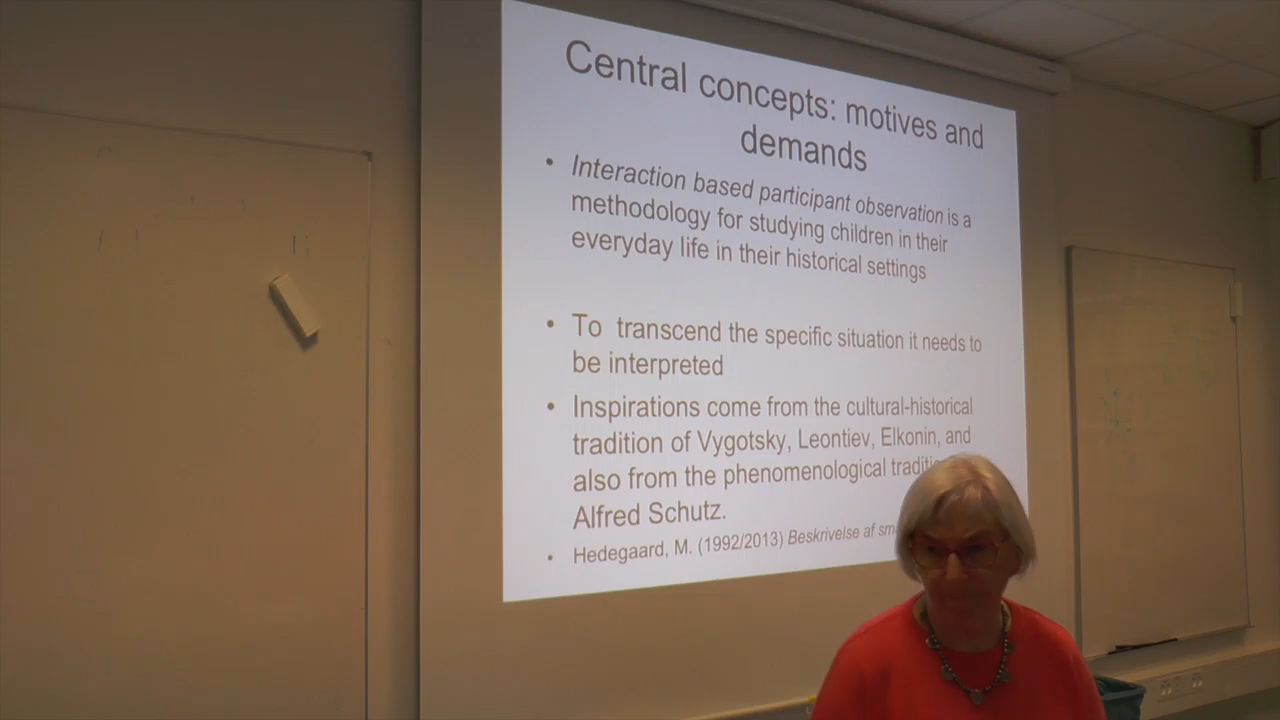 Central concepts: motives and
demands
• Interaction based participant observation is a
methodology for studying children in their
everyday life in their historical settings
• To transcend the specific situation it needs to
be interpreted
• Inspirations come from the cultural-historical
tradition of Vygotsky, Leontiev, Elkonin, and
also from the phenomenological
Alfred Schutz.
• Hedegaard, M. (1992/2013) Beskrivelse af